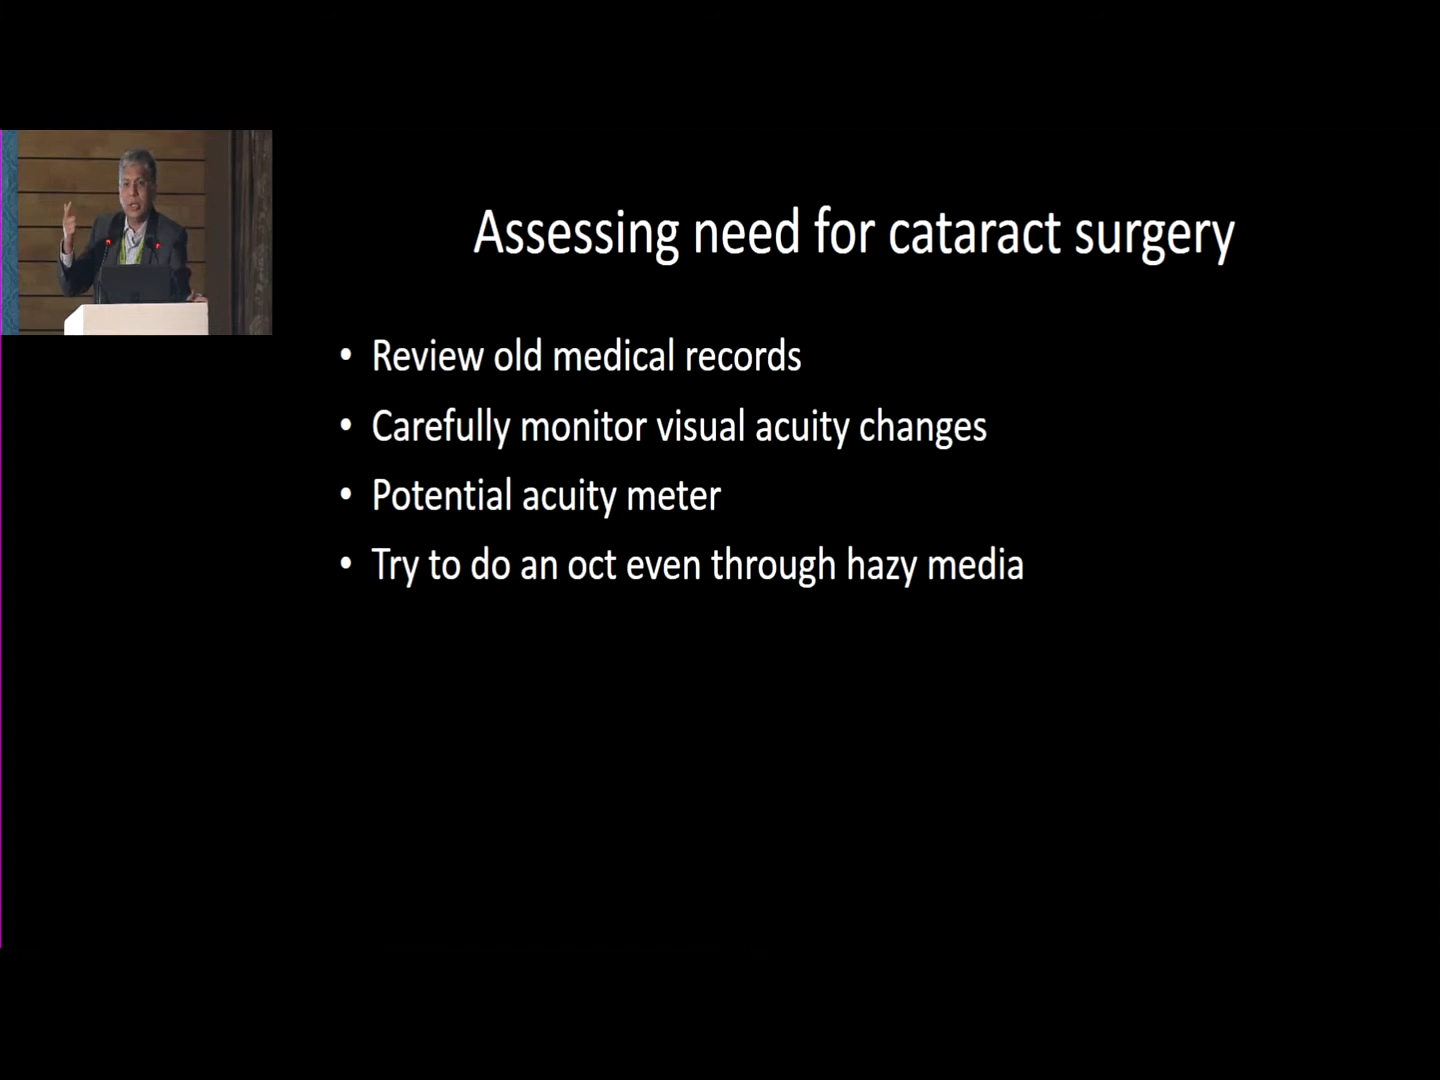 Assessing need for cataract surgery
• Review old medical records
• Carefully monitor visual acuity changes
• Potential acuity meter
• Try to do an oct even through hazy media